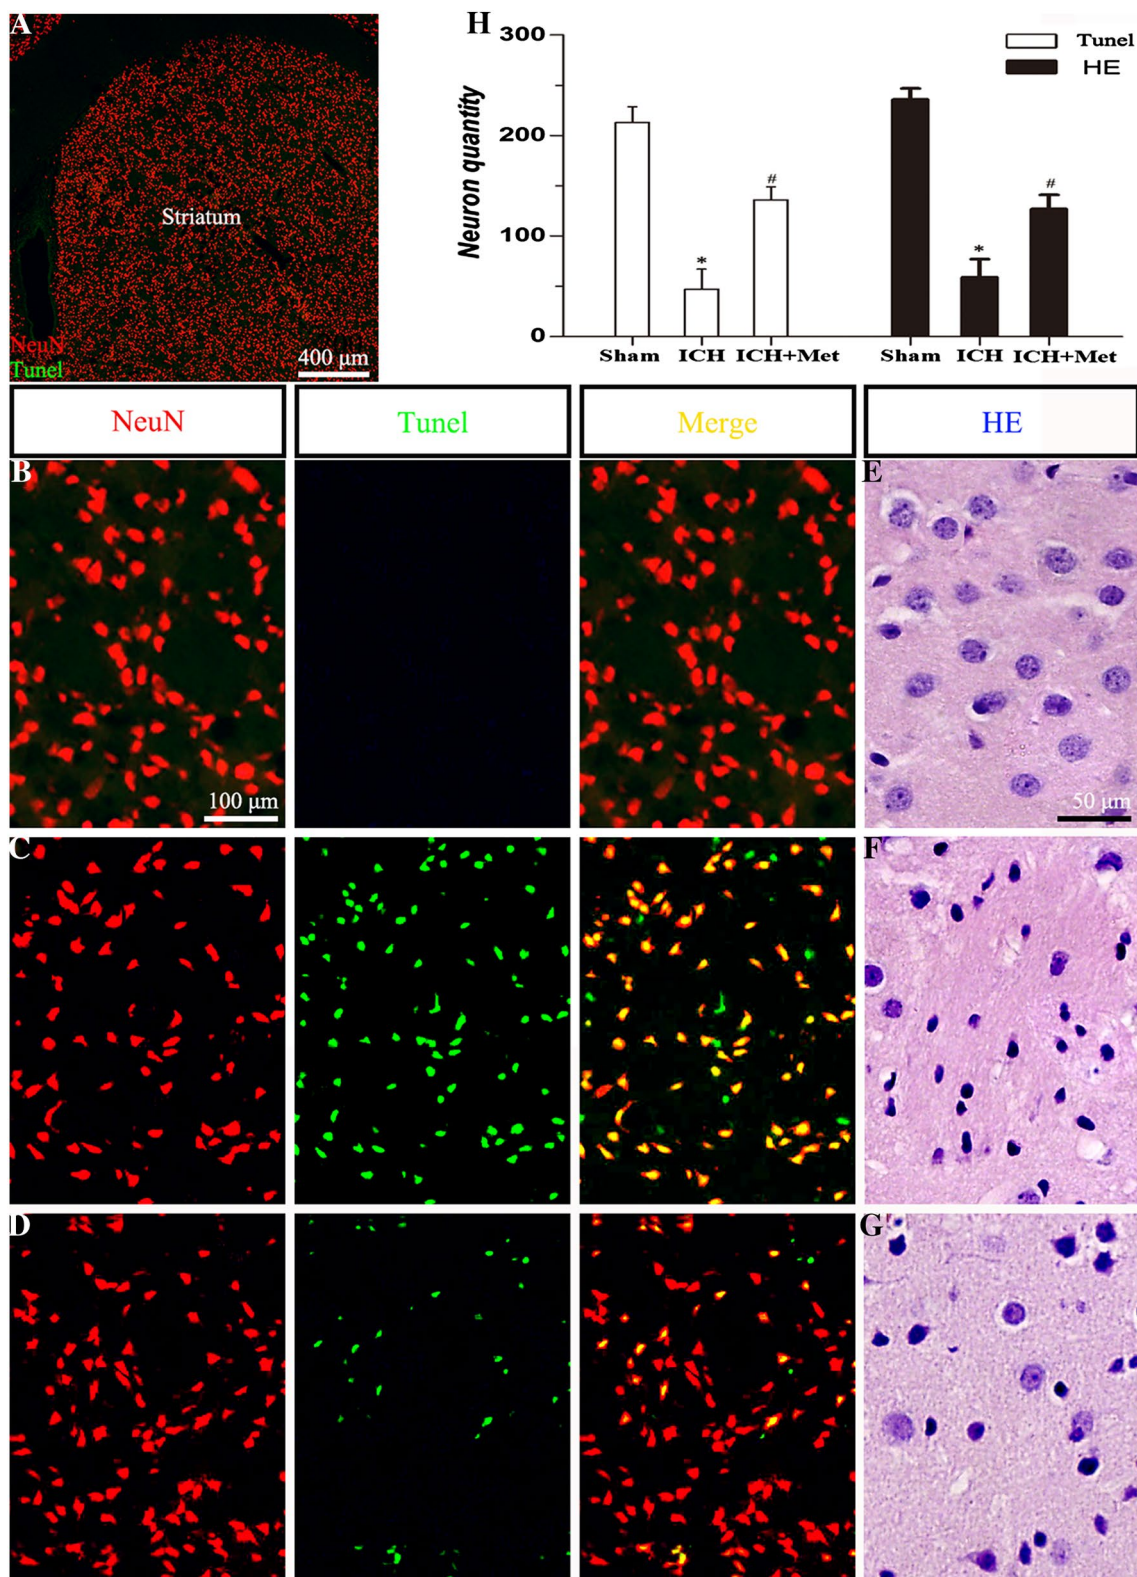 A
Striatum
NeuN
Tunel
400 μm
H
300
200
100
0
Neuron quantity
Tunel
HE
*
#
*
#
Sham ICH ICH+Met Sham ICH ICH+Met
NeuN Tunel Merge HE
B
100 μm
E
50 μm
C
F
D
G